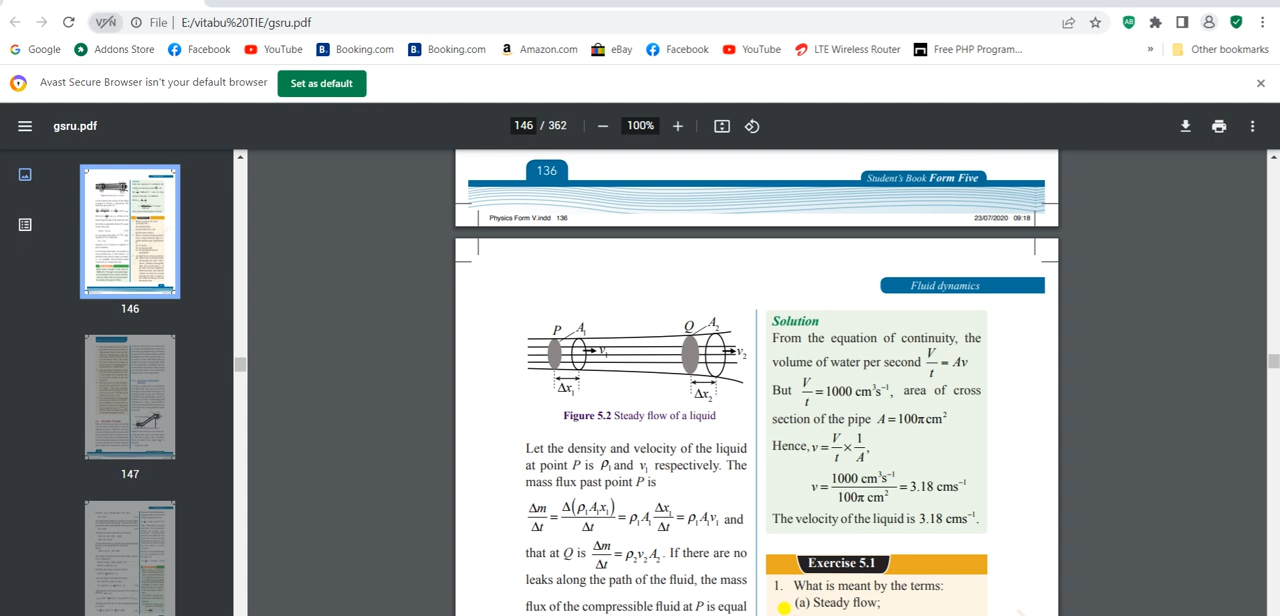 VPN File | E:/vitabu%20TIE/gsru.pdf AB
G Google Addons Store Facebook YouTube B. Booking.com B. Booking.com a Amazon.com eBay Facebook YouTube LTE Wireless Router Free PHP Program... » Other bookmarks
Avast Secure Browser isn't your default browser Set as default
gsru.pdf 146 / 362 — 100% +
146
147
136
Student's Book Form Five
Physics Form V.indd 136 23/07/2020 09:18
Fluid dynamics
P A₁ v₁ Q A₂ v₂
Δx₁ Δx₂
Figure 5.2 Steady flow of a liquid
Let the density and velocity of the liquid
at point P is ρ₁ and v₁ respectively. The
mass flux past point P is
Δm/Δt = Δ(ρ₁A₁x₁)/Δt = ρ₁A₁ Δx₁/Δt = ρ₁A₁v₁ and
that at Q is Δm/Δt = ρ₂v₂A₂. If there are no
leaks along the path of the fluid, the mass
flux of the compressible fluid at P is equal
Solution
From the equation of continuity, the
volume of water per second V/t = Av
But V/t = 1000 cm³s⁻¹, area of cross
section of the pipe A = 100π cm²
Hence, v = V/t × 1/A,
v = 1000 cm³s⁻¹/100π cm² = 3.18 cms⁻¹
The velocity of the liquid is 3.18 cms⁻¹.
Exercise 5.1
1. What is meant by the terms:
(a) Steady flow;